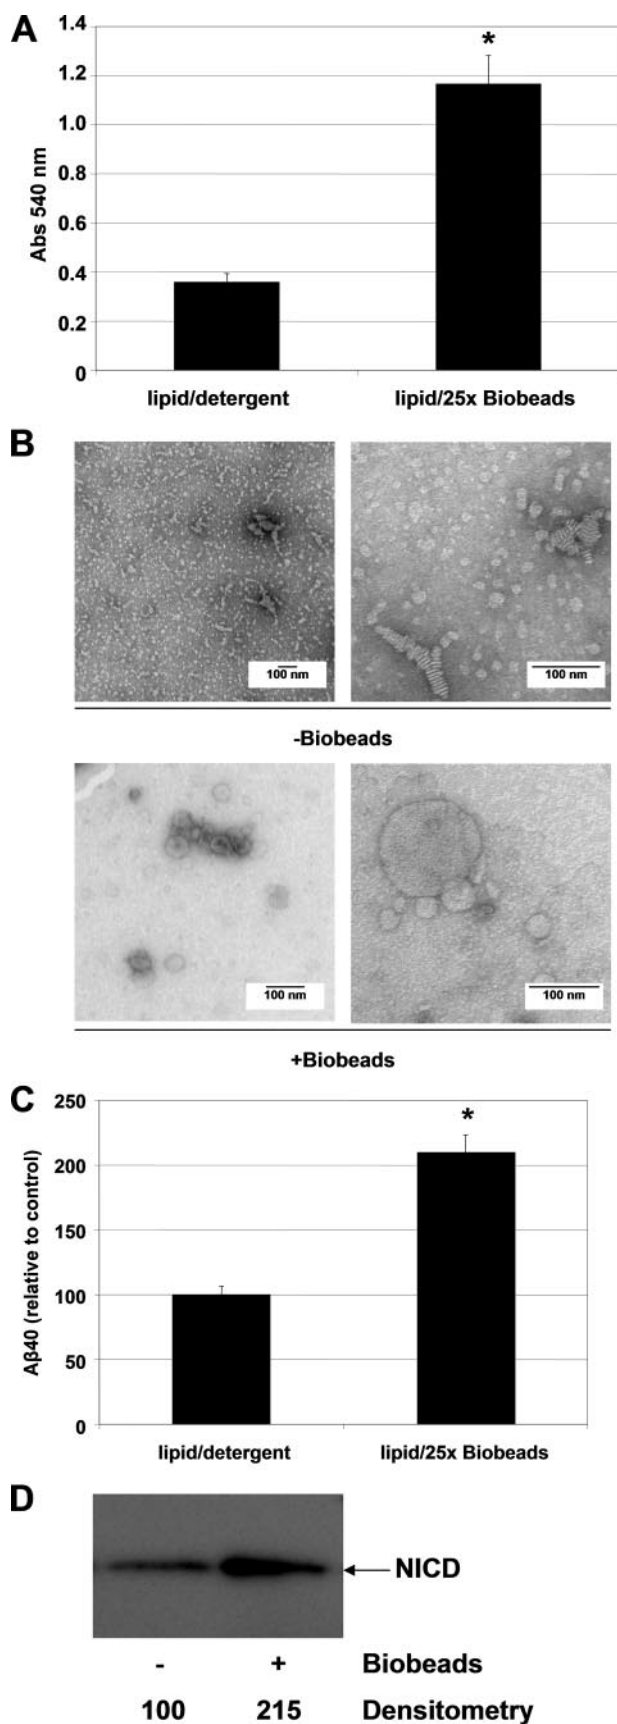 A
Abs 540 nm
1.4
1.2
1.0
0.8
0.6
0.4
0.2
0
*
lipid/detergent
lipid/25x Biobeads
B
100 nm
100 nm
-Biobeads
100 nm
100 nm
+Biobeads
C
Aβ40 (relative to control)
250
200
150
100
50
0
*
lipid/detergent
lipid/25x Biobeads
D
NICD
- + Biobeads
100 215 Densitometry